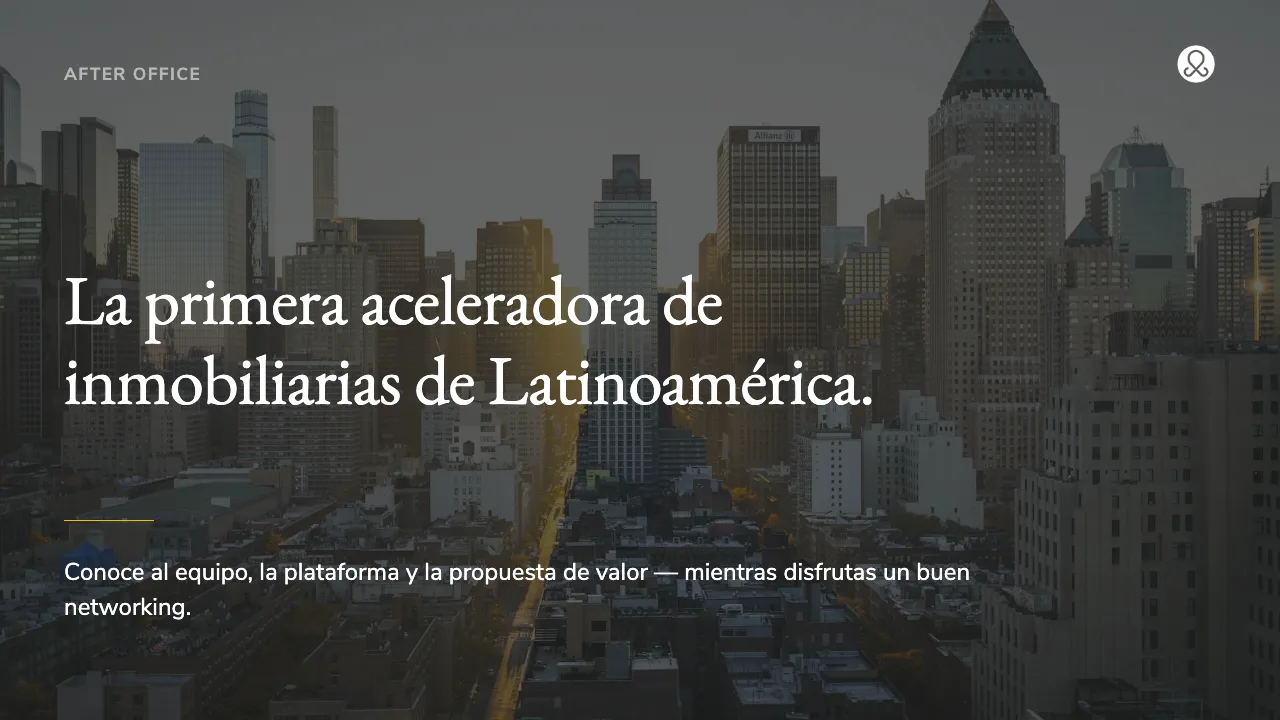 AFTER OFFICE
Allianz
La primera aceleradora de
inmobiliarias de Latinoamérica.
Conoce al equipo, la plataforma y la propuesta de valor — mientras disfrutas un buen
networking.